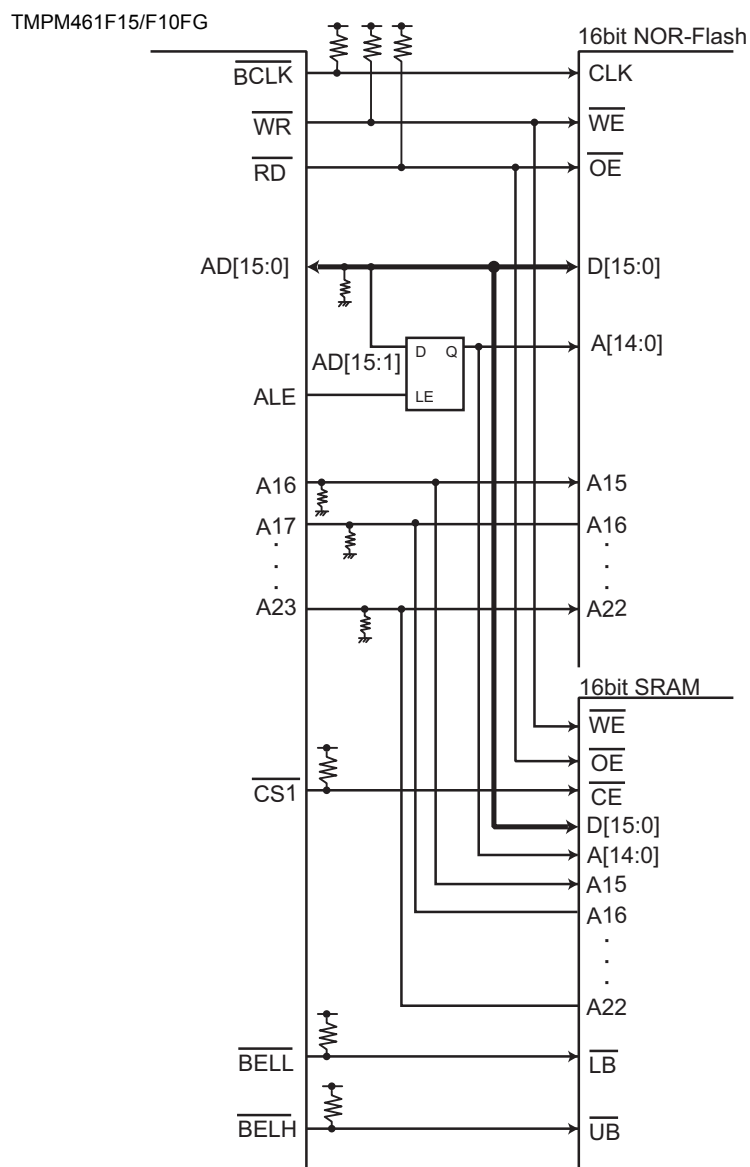 TMPM461F15/F10FG
16bit NOR-Flash
BCLK
CLK
WR
WE
RD
OE
AD[15:0]
D[15:0]
D Q
A[14:0]
AD[15:1]
ALE
LE
A16
A15
A17
A16
A23
A22
16bit SRAM
WE
OE
CS1
CE
D[15:0]
A[14:0]
A15
A16
A22
BELL
LB
BELH
UB